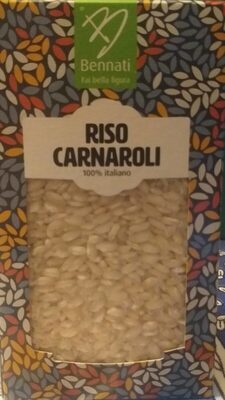 Bennati
Fai bella figura
RISO
CARNAROLI
100% italiano